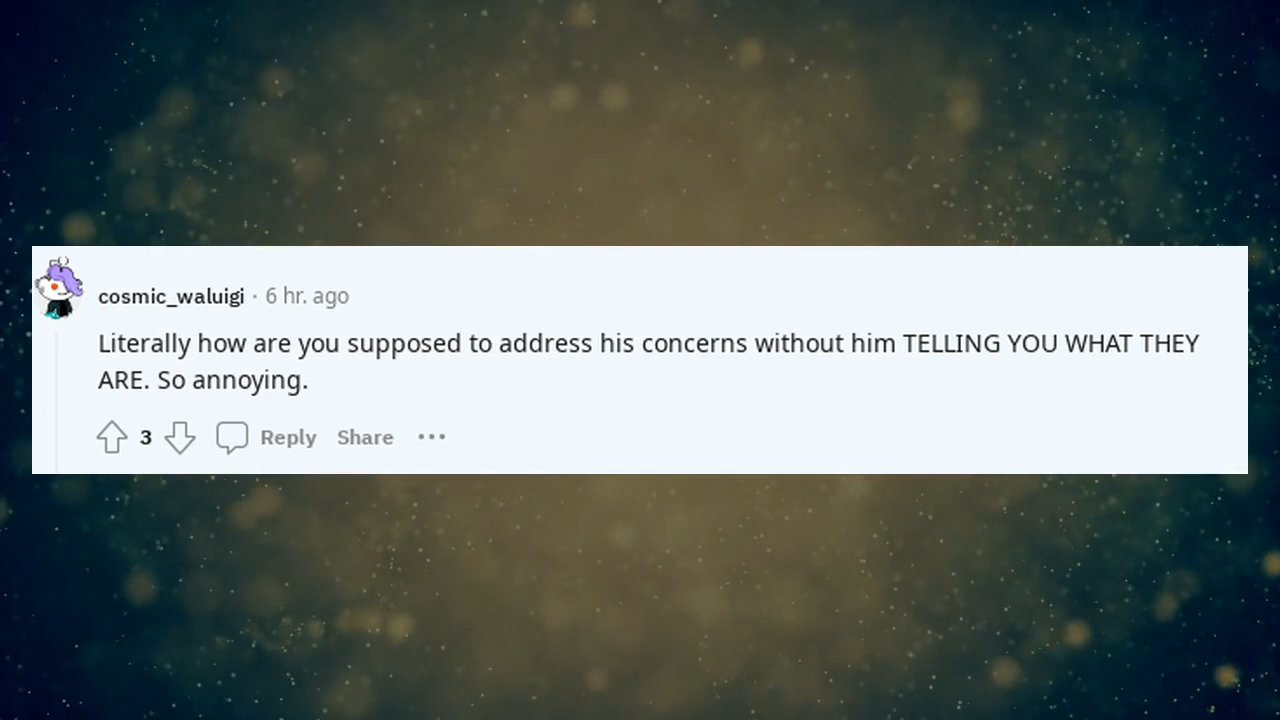 cosmic_waluigi · 6 hr. ago
Literally how are you supposed to address his concerns without him TELLING YOU WHAT THEY
ARE. So annoying.
3 Reply Share ···